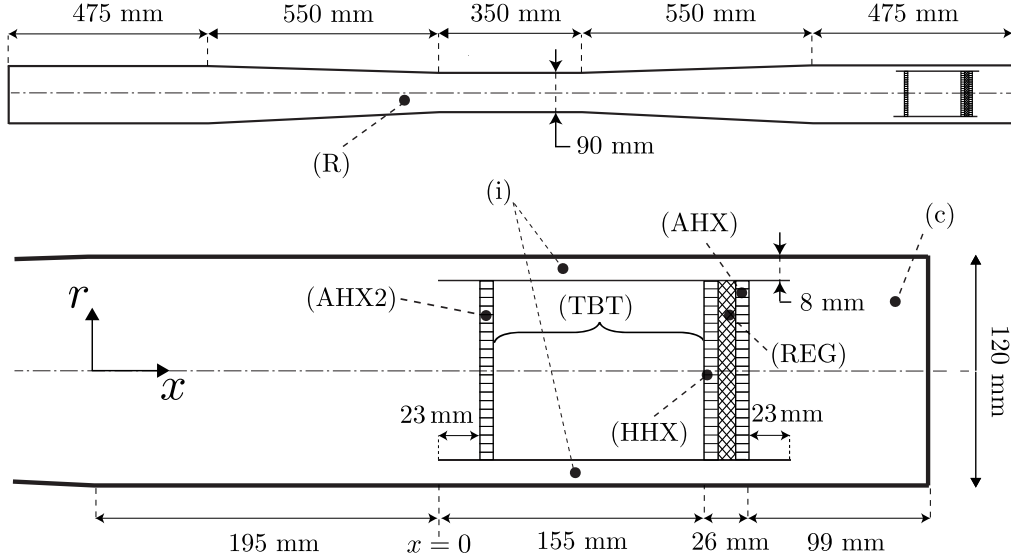 475 mm 550 mm 350 mm 550 mm 475 mm
90 mm
(R)
(i)
(AHX)
(c)
r
(AHX2)
(TBT)
8 mm
(REG)
x
120 mm
23 mm
23 mm
(HHX)
195 mm x = 0 155 mm 26 mm 99 mm